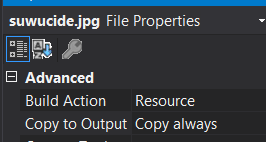 suwucide.jpg File Properties
Advanced
Build Action Resource
Copy to Output Copy always